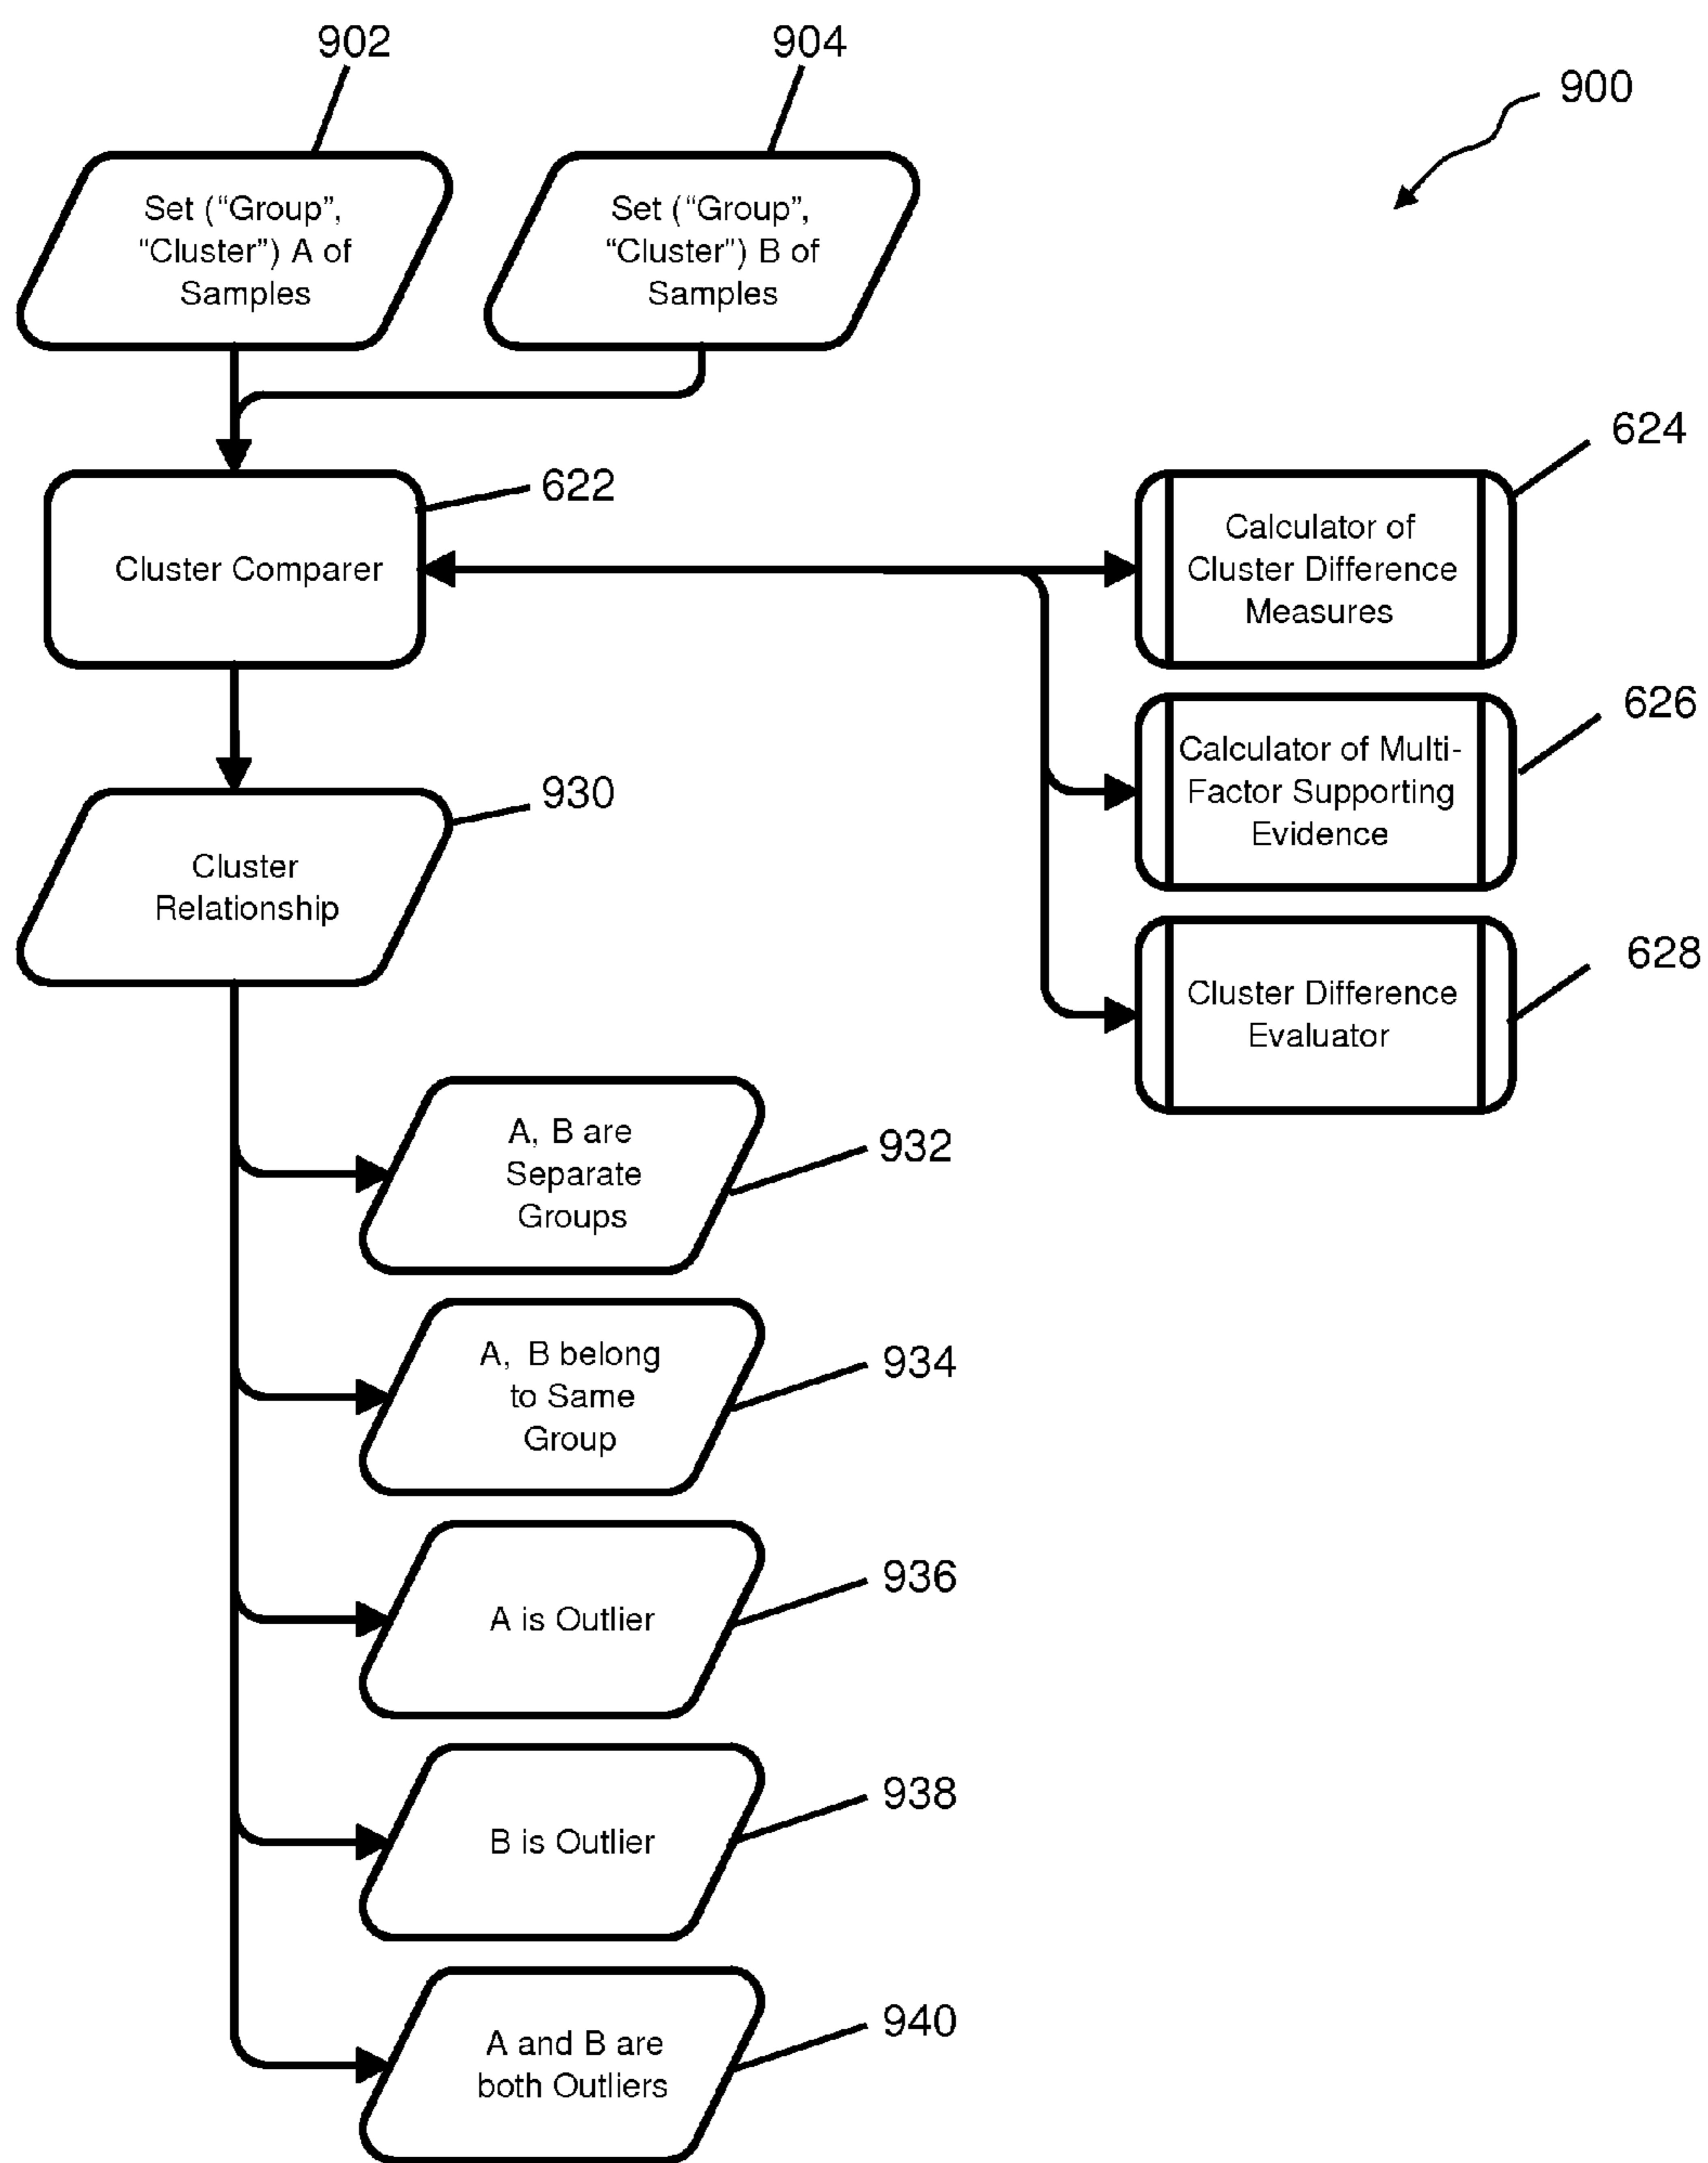 902
904
900
Set (“Group”,
“Cluster”) A of
Samples
Set (“Group”,
“Cluster”) B of
Samples
622
Cluster Comparer
624
Calculator of
Cluster Difference
Measures
626
Calculator of Multi-
Factor Supporting
Evidence
930
Cluster
Relationship
628
Cluster Difference
Evaluator
932
A, B are
Separate
Groups
934
A, B belong
to Same
Group
936
A is Outlier
938
B is Outlier
940
A and B are
both Outliers